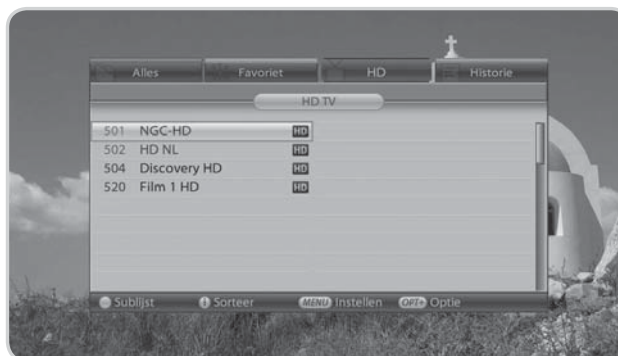 Alles Favoriet HD Historie
HD TV
501 NGC-HD HD
502 HD NL HD
504 Discovery HD HD
520 Film 1 HD HD
Sublijst i Sorteer MENU Instellen OPT+ Optie